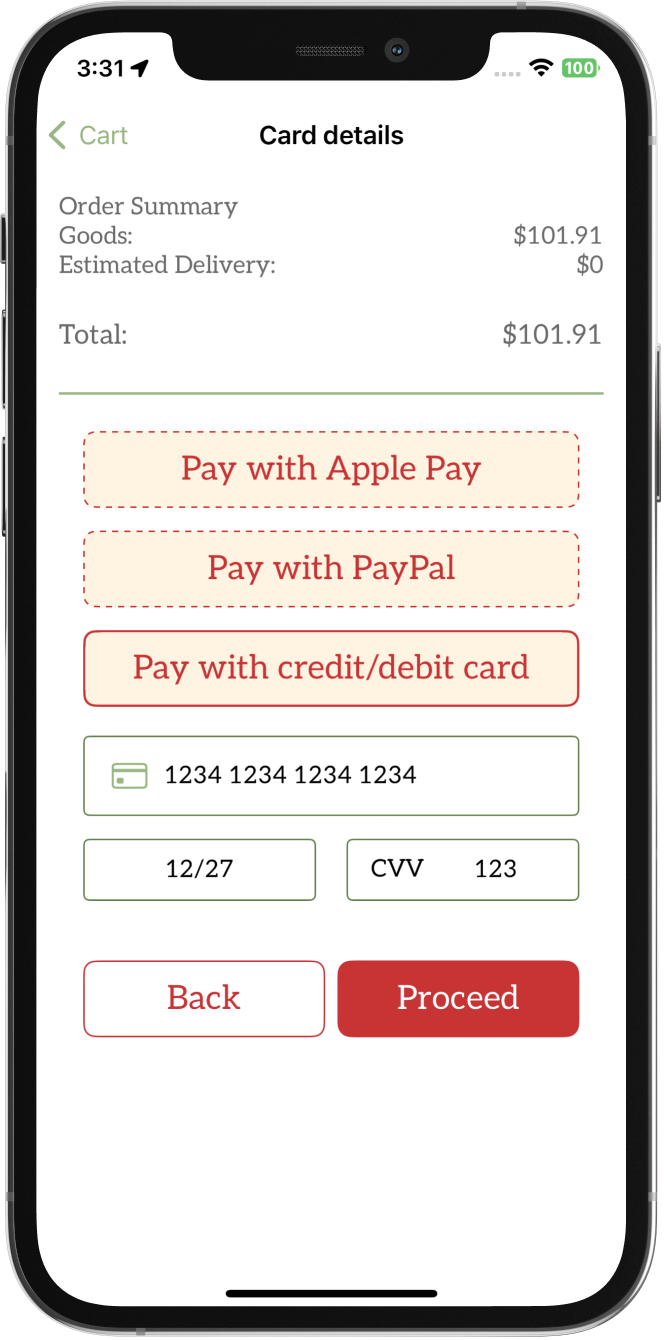 3:31 100
Cart Card details
Order Summary
Goods: $101.91
Estimated Delivery: $0
Total: $101.91
Pay with Apple Pay
Pay with PayPal
Pay with credit/debit card
1234 1234 1234 1234
12/27 CVV 123
Back Proceed